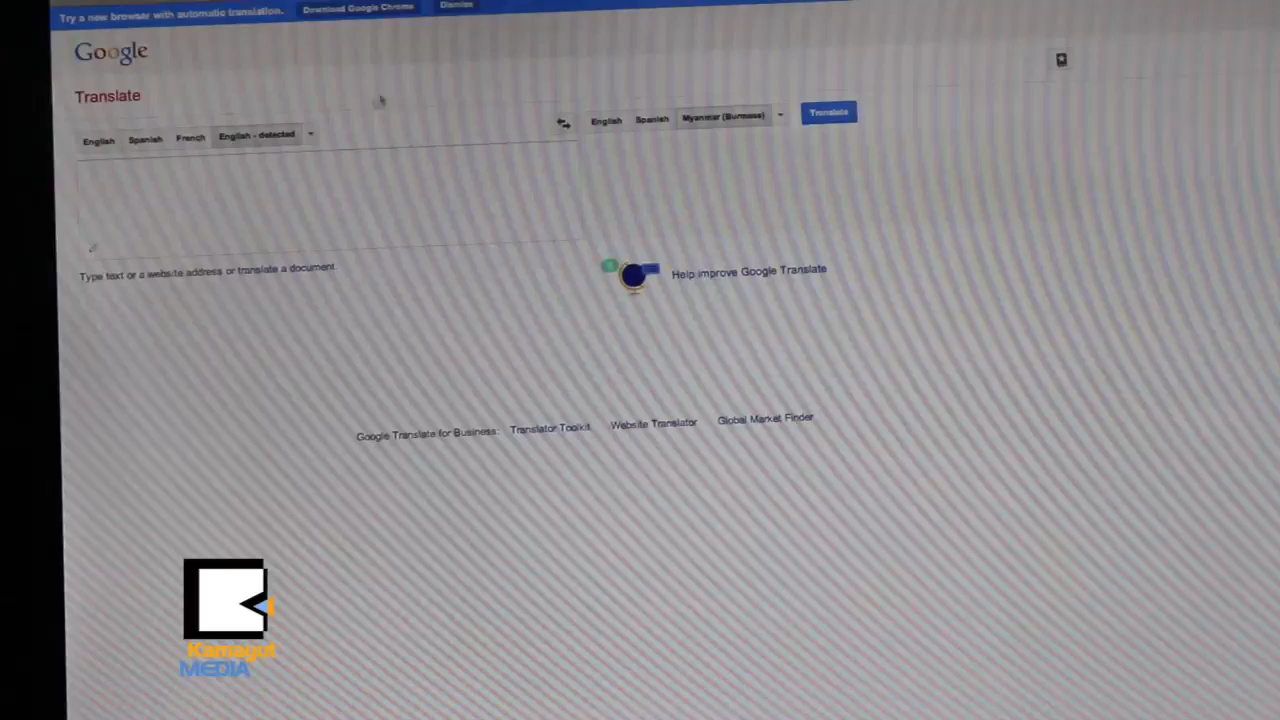 Try a new browser with automatic translation. Download Google Chrome Dismiss
Google
Translate
English Spanish French English - detected English Spanish Myanmar (Burmese) Translate
Type text or a website address or translate a document.
Help improve Google Translate
Google Translate for Business: Translator Toolkit Website Translator Global Market Finder
Kamayut
MEDIA